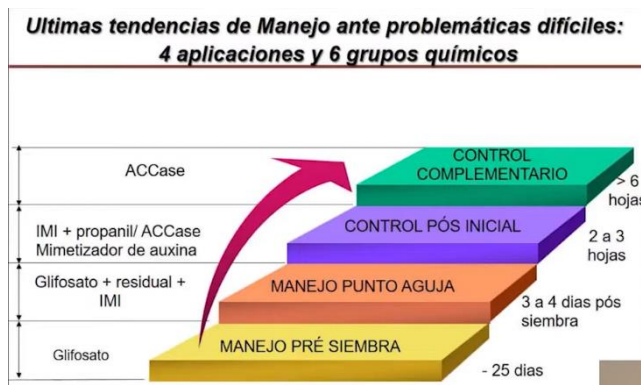 Ultimas tendencias de Manejo ante problemáticas difíciles:
4 aplicaciones y 6 grupos químicos
ACCase
CONTROL
COMPLEMENTARIO
> 6
hojas
IMI + propanil/ ACCase
Mimetizador de auxina
CONTROL PÓS INICIAL
2 a 3
hojas
Glifosato + residual +
IMI
MANEJO PUNTO AGUJA
3 a 4 dias pós
siembra
Glifosato
MANEJO PRÉ SIEMBRA
- 25 dias